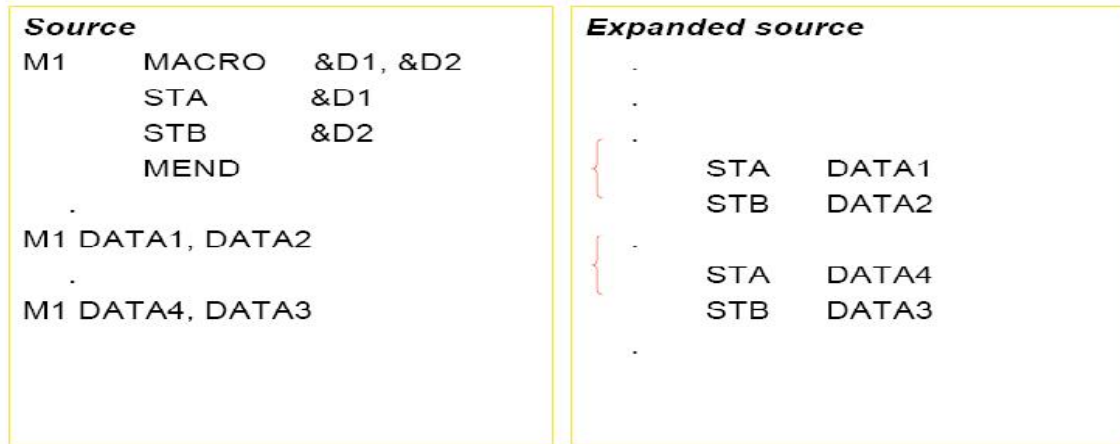 Source
M1 MACRO &D1, &D2
STA &D1
STB &D2
MEND
.
M1 DATA1, DATA2
.
M1 DATA4, DATA3
Expanded source
.
.
.
STA DATA1
STB DATA2
.
STA DATA4
STB DATA3
.